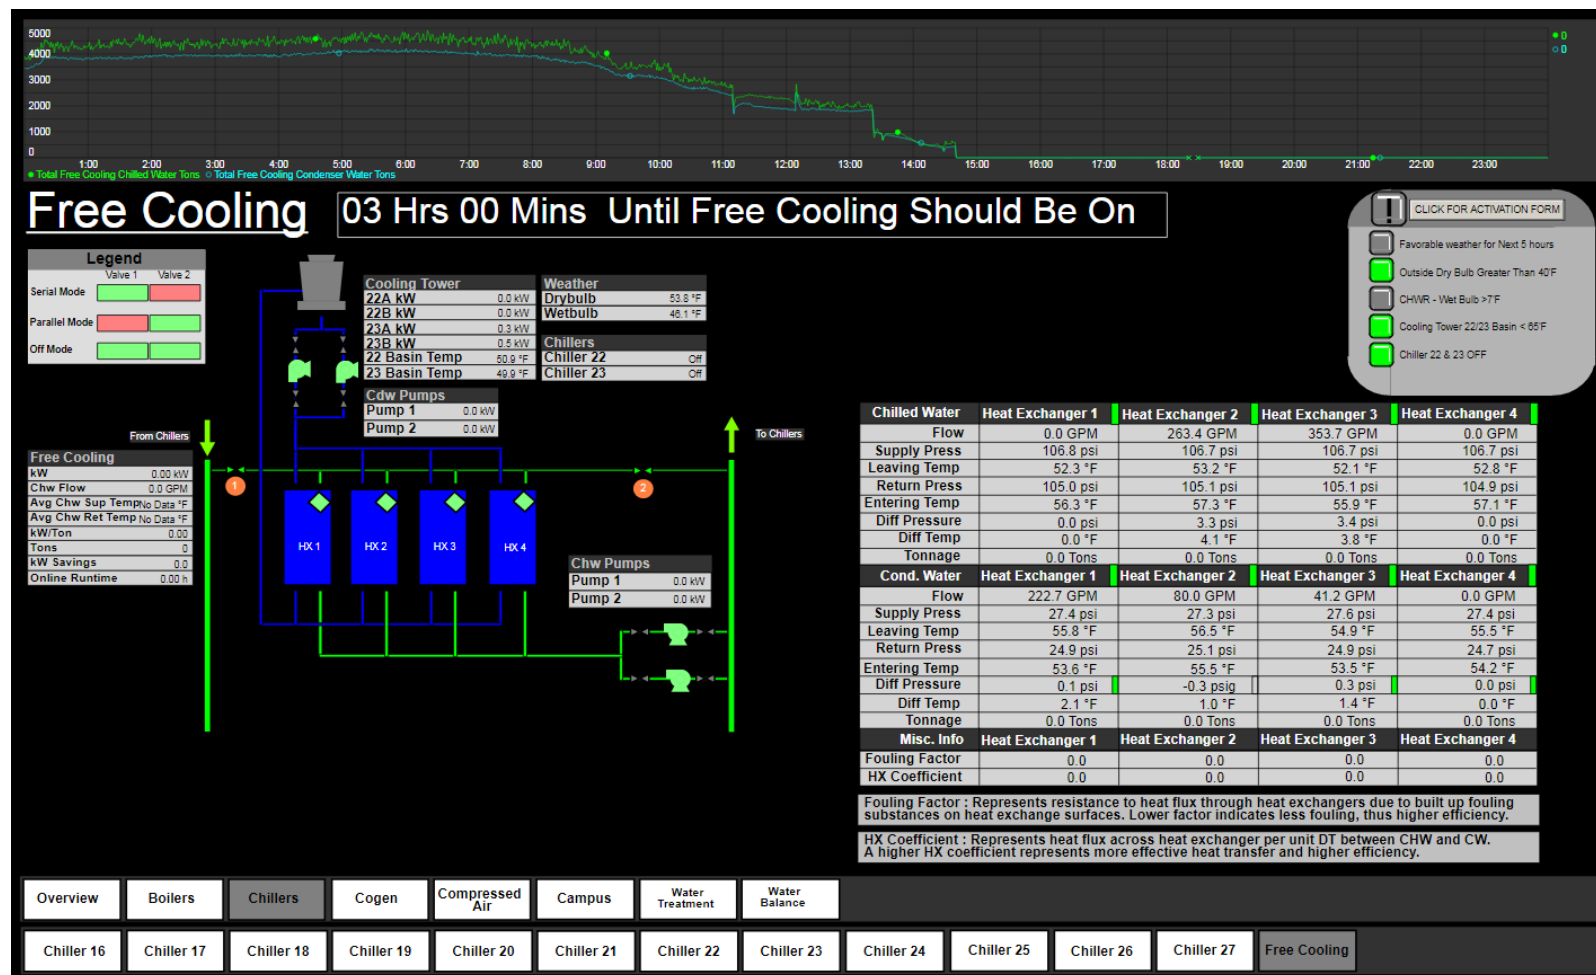 5000
4000
3000
2000
1000
0
0
0
1:00 2:00 3:00 4:00 5:00 6:00 7:00 8:00 9:00 10:00 11:00 12:00 13:00 14:00 15:00 16:00 17:00 18:00 19:00 20:00 21:00 22:00 23:00
Total Free Cooling Chilled Water Tons Total Free Cooling Condenser Water Tons
Free Cooling
03 Hrs 00 Mins Until Free Cooling Should Be On
! CLICK FOR ACTIVATION FORM
Favorable weather for Next 5 hours
Outside Dry Bulb Greater Than 40°F
CHWR - Wet Bulb >7°F
Cooling Tower 22/23 Basin < 65°F
Chiller 22 & 23 OFF
Legend
Valve 1 Valve 2
Serial Mode
Parallel Mode
Off Mode
Cooling Tower
22A kW 0.0 kW
22B kW 0.0 kW
23A kW 0.3 kW
23B kW 0.5 kW
22 Basin Temp 50.9 °F
23 Basin Temp 49.9 °F
Weather
Drybulb 53.8 °F
Wetbulb 46.1 °F
Chillers
Chiller 22 Off
Chiller 23 Off
Cdw Pumps
Pump 1 0.0 kW
Pump 2 0.0 kW
From Chillers
To Chillers
Free Cooling
kW 0.00 kW
Chw Flow 0.0 GPM
Avg Chw Sup Temp No Data °F
Avg Chw Ret Temp No Data °F
kW/Ton 0.00
Tons 0
kW Savings 0.0
Online Runtime 0.00 h
1
2
HX 1
HX 2
HX 3
HX 4
Chw Pumps
Pump 1 0.0 kW
Pump 2 0.0 kW
Chilled Water Heat Exchanger 1 Heat Exchanger 2 Heat Exchanger 3 Heat Exchanger 4
Flow 0.0 GPM 263.4 GPM 353.7 GPM 0.0 GPM
Supply Press 106.8 psi 106.7 psi 106.7 psi 106.7 psi
Leaving Temp 52.3 °F 53.2 °F 52.1 °F 52.8 °F
Return Press 105.0 psi 105.1 psi 105.1 psi 104.9 psi
Entering Temp 56.3 °F 57.3 °F 55.9 °F 57.1 °F
Diff Pressure 0.0 psi 3.3 psi 3.4 psi 0.0 psi
Diff Temp 0.0 °F 4.1 °F 3.8 °F 0.0 °F
Tonnage 0.0 Tons 0.0 Tons 0.0 Tons 0.0 Tons
Cond. Water Heat Exchanger 1 Heat Exchanger 2 Heat Exchanger 3 Heat Exchanger 4
Flow 222.7 GPM 80.0 GPM 41.2 GPM 0.0 GPM
Supply Press 27.4 psi 27.3 psi 27.6 psi 27.4 psi
Leaving Temp 55.8 °F 56.5 °F 54.9 °F 55.5 °F
Return Press 24.9 psi 25.1 psi 24.9 psi 24.7 psi
Entering Temp 53.6 °F 55.5 °F 53.5 °F 54.2 °F
Diff Pressure 0.1 psi -0.3 psig 0.3 psi 0.0 psi
Diff Temp 2.1 °F 1.0 °F 1.4 °F 0.0 °F
Tonnage 0.0 Tons 0.0 Tons 0.0 Tons 0.0 Tons
Misc. Info Heat Exchanger 1 Heat Exchanger 2 Heat Exchanger 3 Heat Exchanger 4
Fouling Factor 0.0 0.0 0.0 0.0
HX Coefficient 0.0 0.0 0.0 0.0
Fouling Factor : Represents resistance to heat flux through heat exchangers due to built up fouling
substances on heat exchange surfaces. Lower factor indicates less fouling, thus higher efficiency.
HX Coefficient : Represents heat flux across heat exchanger per unit DT between CHW and CW.
A higher HX coefficient represents more effective heat transfer and higher efficiency.
Overview
Boilers
Chillers
Cogen
Compressed
Air
Campus
Water
Treatment
Water
Balance
Chiller 16
Chiller 17
Chiller 18
Chiller 19
Chiller 20
Chiller 21
Chiller 22
Chiller 23
Chiller 24
Chiller 25
Chiller 26
Chiller 27
Free Cooling